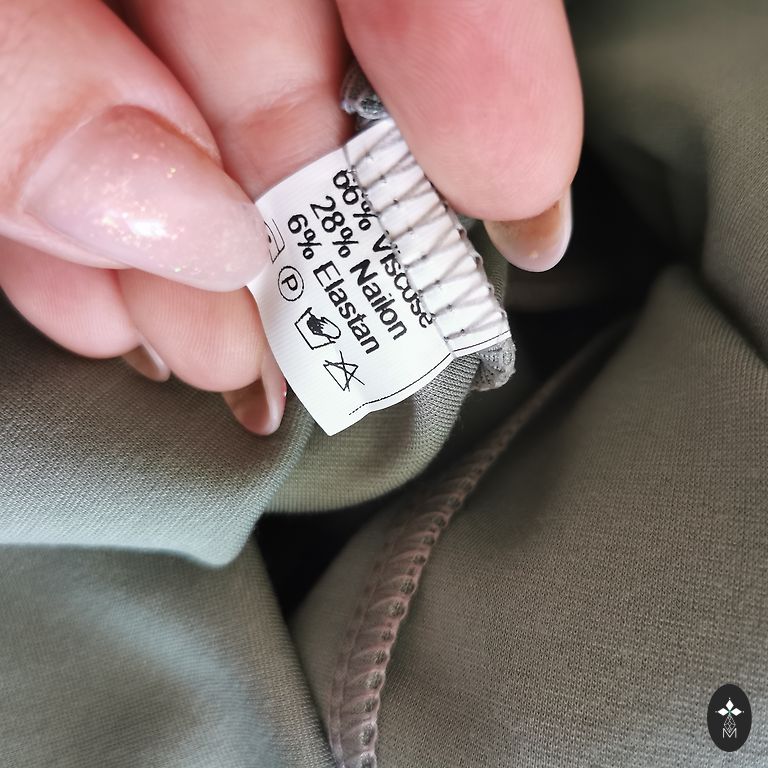 66% Viscose
28% Nailon
6% Elastan
P
M